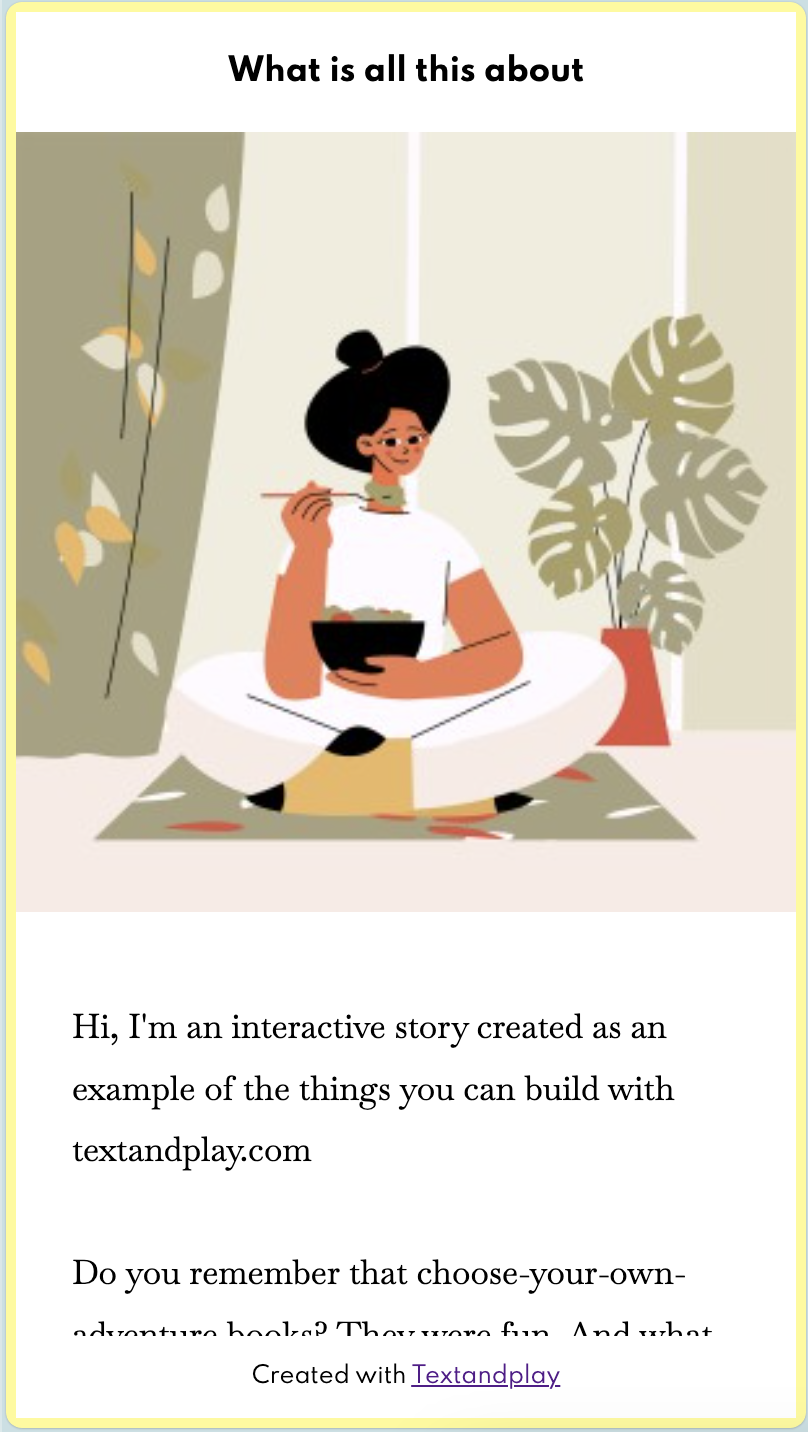 What is all this about
Hi, I'm an interactive story created as an
example of the things you can build with
textandplay.com
Do you remember that choose-your-own-
adventure books? They were fun. And what
Created with Textandplay